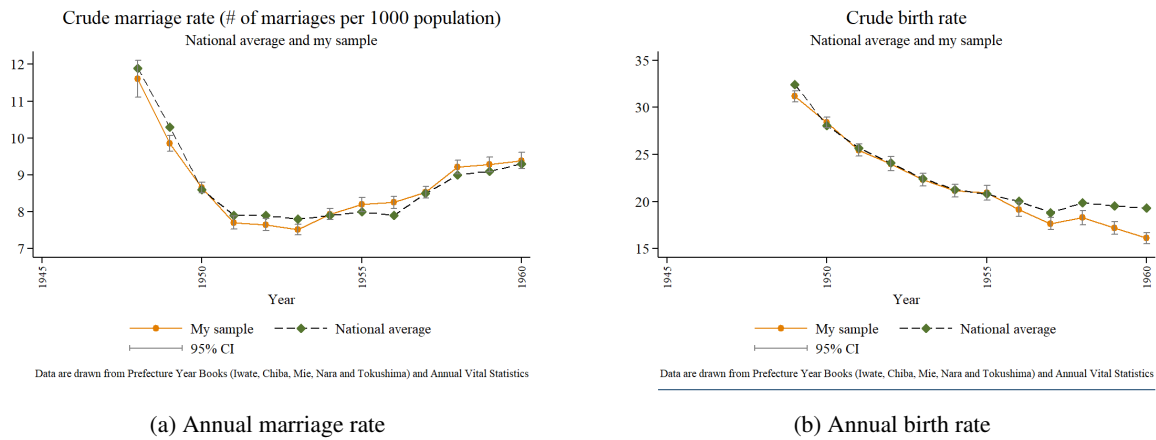 Crude marriage rate (# of marriages per 1000 population)
National average and my sample
12
11
10
9
8
7
1945
1950
1955
1960
Year
My sample
National average
95% CI
Data are drawn from Prefecture Year Books (Iwate, Chiba, Mie, Nara and Tokushima) and Annual Vital Statistics
(a) Annual marriage rate
Crude birth rate
National average and my sample
35
30
25
20
15
1945
1950
1955
1960
Year
My sample
National average
95% CI
Data are drawn from Prefecture Year Books (Iwate, Chiba, Mie, Nara and Tokushima) and Annual Vital Statistics
(b) Annual birth rate